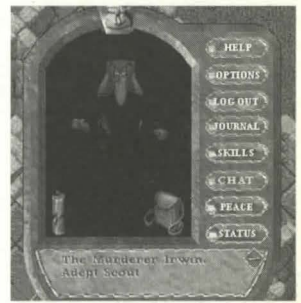 HELP
OPTIONS
LOG OUT
JOURNAL
SKILLS
CHAT
PEACE
STATUS
The Murderer Irwin,
Adept Scout